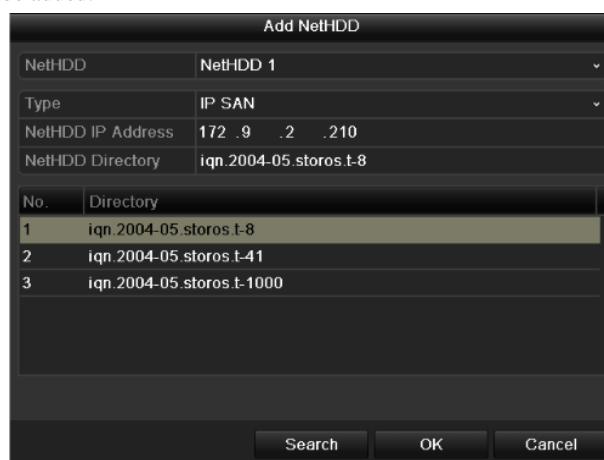 Add NetHDD
NetHDD NetHDD 1
Type IP SAN
NetHDD IP Address 172 .9 .2 .210
NetHDD Directory iqn.2004-05.storos.t-8
No. Directory
1 iqn.2004-05.storos.t-8
2 iqn.2004-05.storos.t-41
3 iqn.2004-05.storos.t-1000
Search OK Cancel